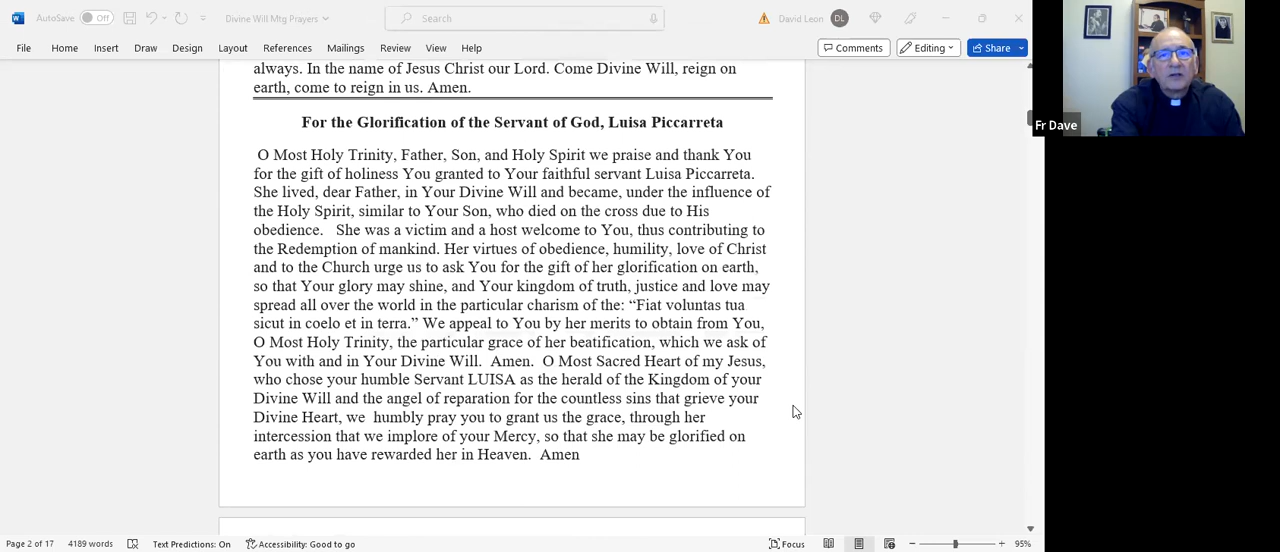 AutoSave Off Divine Will Mtg Prayers Search David Leon DL
File Home Insert Draw Design Layout References Mailings Review View Help Comments Editing Share
always. In the name of Jesus Christ our Lord. Come Divine Will, reign on
earth, come to reign in us. Amen.
For the Glorification of the Servant of God, Luisa Piccarreta
O Most Holy Trinity, Father, Son, and Holy Spirit we praise and thank You
for the gift of holiness You granted to Your faithful servant Luisa Piccarreta.
She lived, dear Father, in Your Divine Will and became, under the influence of
the Holy Spirit, similar to Your Son, who died on the cross due to His
obedience. She was a victim and a host welcome to You, thus contributing to
the Redemption of mankind. Her virtues of obedience, humility, love of Christ
and to the Church urge us to ask You for the gift of her glorification on earth,
so that Your glory may shine, and Your kingdom of truth, justice and love may
spread all over the world in the particular charism of the: “Fiat voluntas tua
sicut in coelo et in terra.” We appeal to You by her merits to obtain from You,
O Most Holy Trinity, the particular grace of her beatification, which we ask of
You with and in Your Divine Will. Amen. O Most Sacred Heart of my Jesus,
who chose your humble Servant LUISA as the herald of the Kingdom of your
Divine Will and the angel of reparation for the countless sins that grieve your
Divine Heart, we humbly pray you to grant us the grace, through her
intercession that we implore of your Mercy, so that she may be glorified on
earth as you have rewarded her in Heaven. Amen
Fr Dave
Page 2 of 17 4189 words Text Predictions: On Accessibility: Good to go Focus 95%